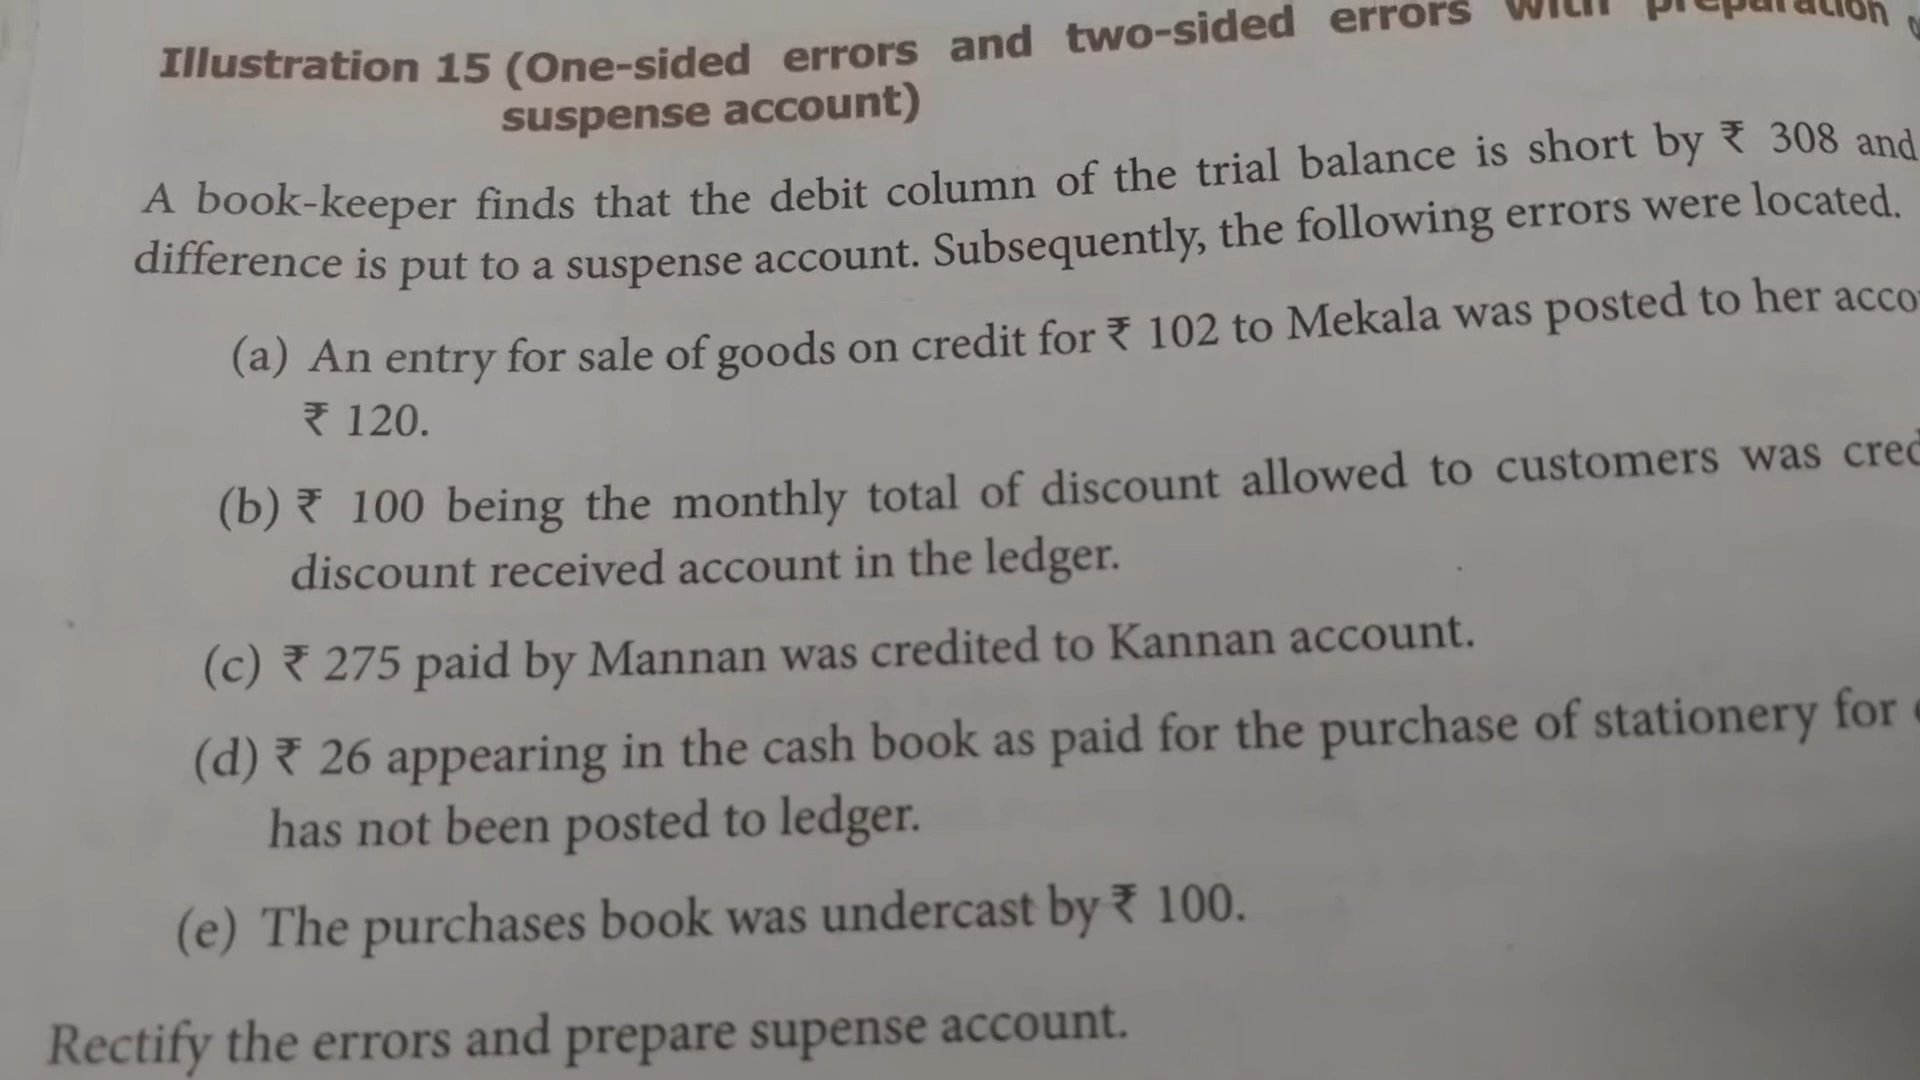 Illustration 15 (One-sided errors and two-sided errors with preparation
suspense account)
A book-keeper finds that the debit column of the trial balance is short by ₹ 308 and
difference is put to a suspense account. Subsequently, the following errors were located.
(a) An entry for sale of goods on credit for ₹ 102 to Mekala was posted to her
₹ 120.
(b) ₹ 100 being the monthly total of discount allowed to customers was
discount received account in the ledger.
(c) ₹ 275 paid by Mannan was credited to Kannan account.
(d) ₹ 26 appearing in the cash book as paid for the purchase of stationery for
has not been posted to ledger.
(e) The purchases book was undercast by ₹ 100.
Rectify the errors and prepare supense account.